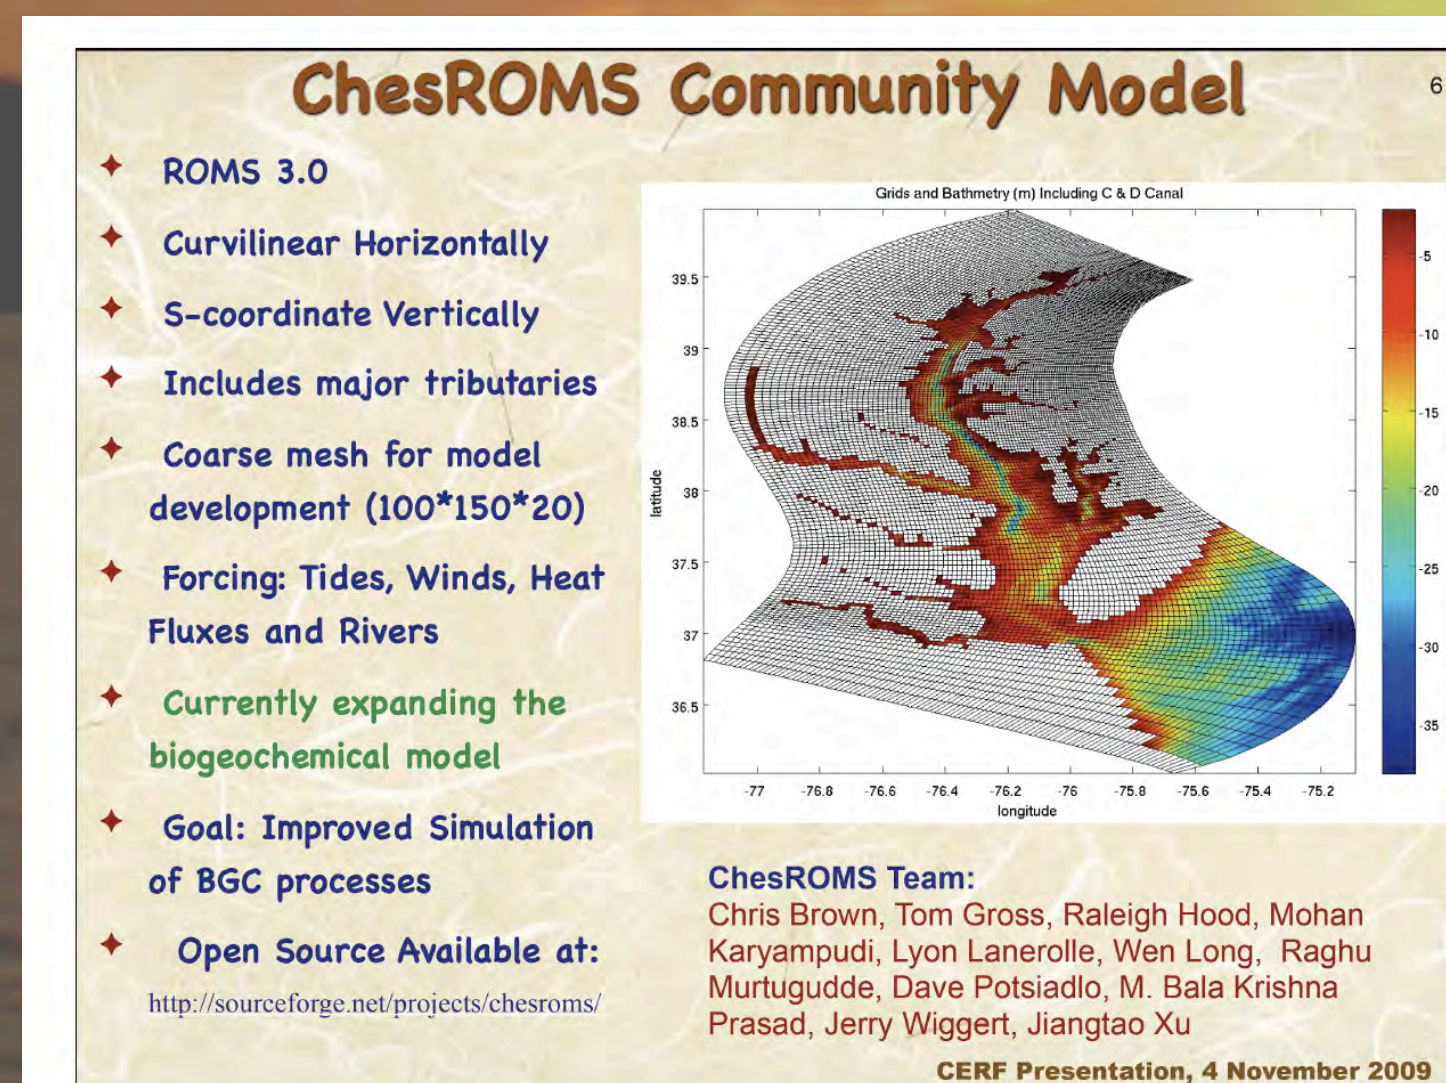 ChesROMS Community Model
6
ROMS 3.0
Curvilinear Horizontally
S-coordinate Vertically
Includes major tributaries
Coarse mesh for model
development (100*150*20)
Forcing: Tides, Winds, Heat
Fluxes and Rivers
Currently expanding the
biogeochemical model
Goal: Improved Simulation
of BGC processes
Open Source Available at:
http://sourceforge.net/projects/chesroms/
Grids and Bathmetry (m) Including C & D Canal
latitude
39.5
39
38.5
38
37.5
37
36.5
-77 -76.8 -76.6 -76.4 -76.2 -76 -75.8 -75.6 -75.4 -75.2
longitude
-5
-10
-15
-20
-25
-30
-35
ChesROMS Team:
Chris Brown, Tom Gross, Raleigh Hood, Mohan
Karyampudi, Lyon Lanerolle, Wen Long, Raghu
Murtugudde, Dave Potsiadlo, M. Bala Krishna
Prasad, Jerry Wiggert, Jiangtao Xu
CERF Presentation, 4 November 2009